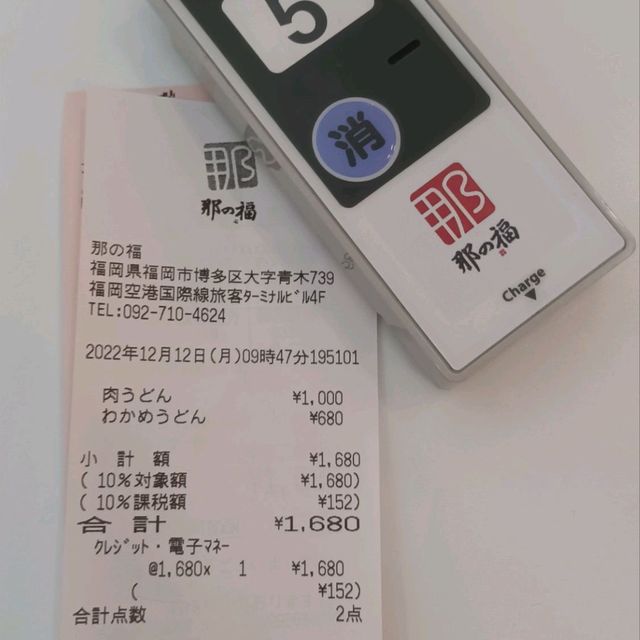 5
消
那
那の福
Charge
那
那の福
那の福
福岡県福岡市博多区大字青木739
福岡空港国際線旅客ﾀｰﾐﾅﾙﾋﾞﾙ4F
TEL:092-710-4624
2022年12月12日(月)09時47分195101
肉うどん ¥1,000
わかめうどん ¥680
小 計 額 ¥1,680
( 10%対象額 ¥1,680)
( 10%課税額 ¥152)
合 計 ¥1,680
ｸﾚｼﾞｯﾄ・電子ﾏﾈｰ
@1,680x 1 ¥1,680
( ¥152)
合計点数 2点